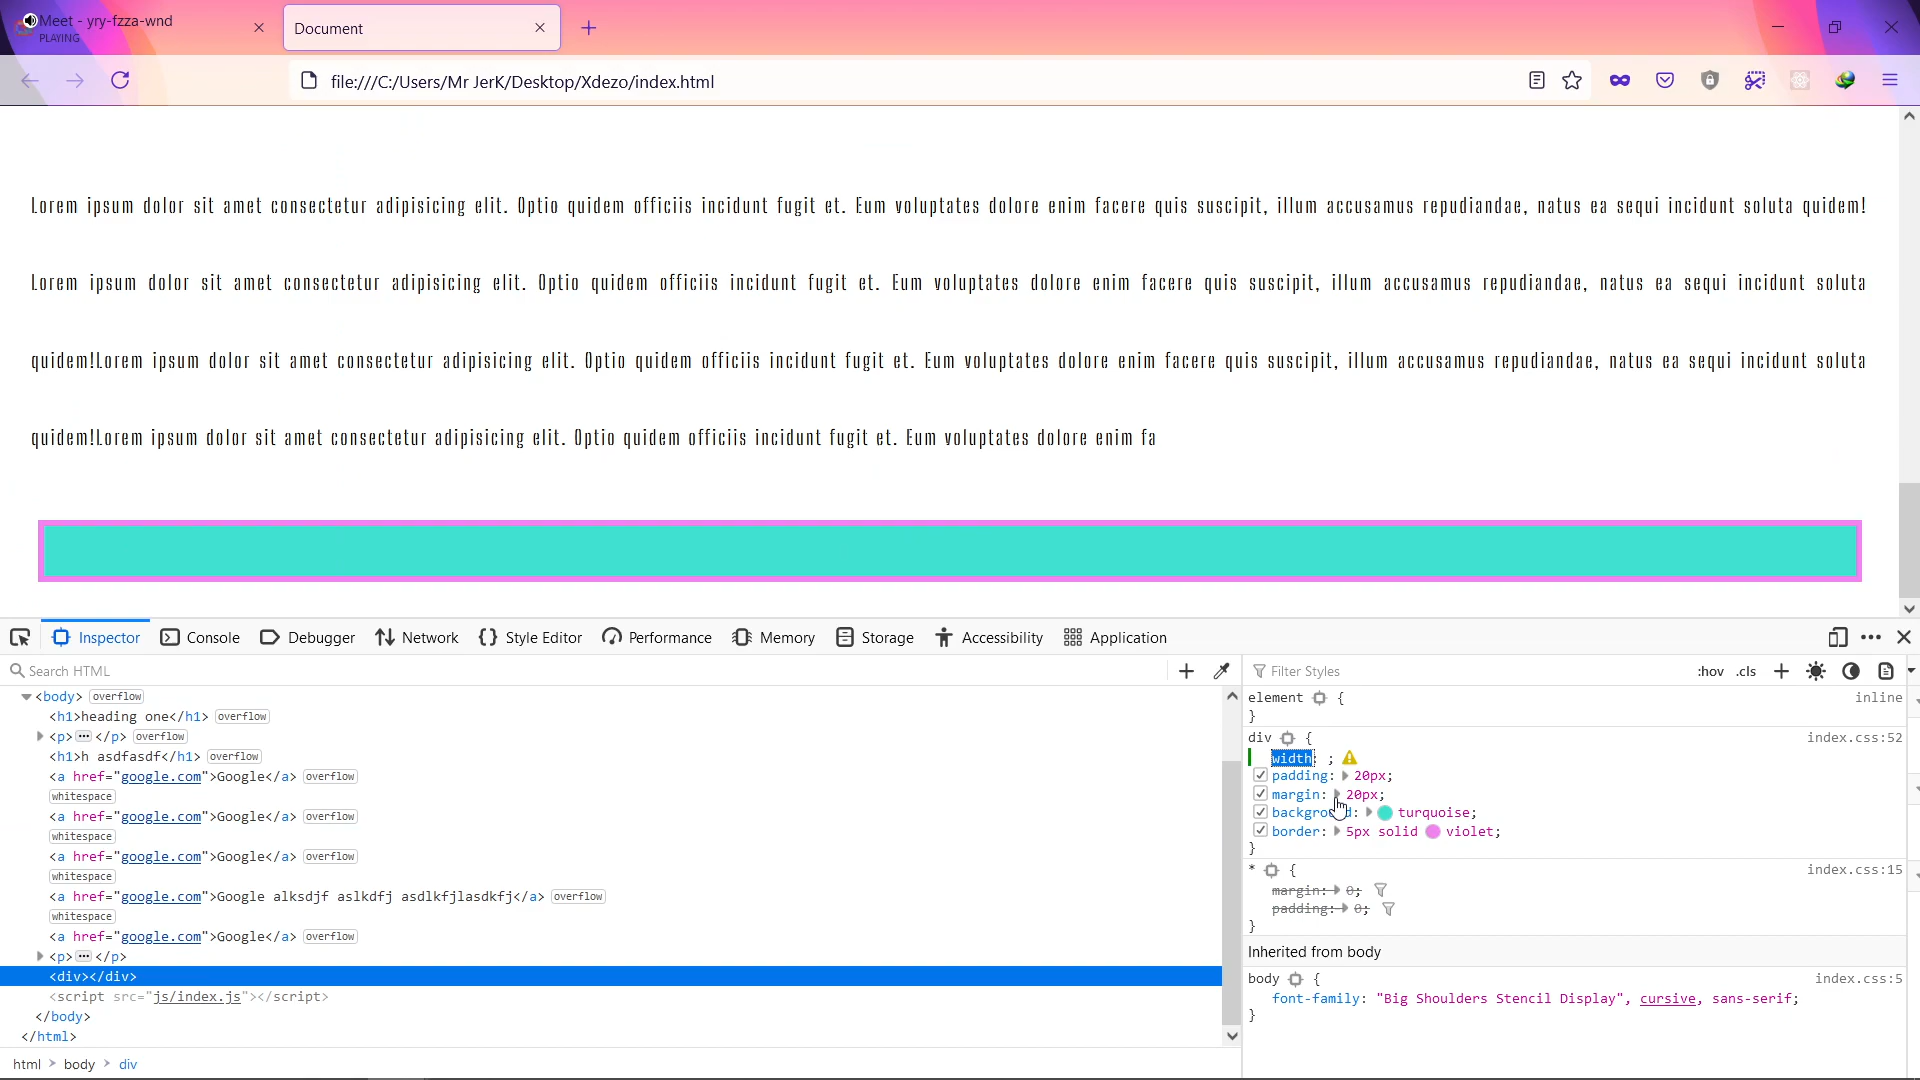 Meet - yry-fzza-wnd
PLAYING
Document
file:///C:/Users/Mr JerK/Desktop/Xdezo/index.html
Lorem ipsum dolor sit amet consectetur adipisicing elit. Optio quidem officiis incidunt fugit et. Eum voluptates dolore enim facere quis suscipit, illum accusamus repudiandae, natus ea sequi incidunt soluta quidem!
Lorem ipsum dolor sit amet consectetur adipisicing elit. Optio quidem officiis incidunt fugit et. Eum voluptates dolore enim facere quis suscipit, illum accusamus repudiandae, natus ea sequi incidunt soluta
quidem!Lorem ipsum dolor sit amet consectetur adipisicing elit. Optio quidem officiis incidunt fugit et. Eum voluptates dolore enim facere quis suscipit, illum accusamus repudiandae, natus ea sequi incidunt soluta
quidem!Lorem ipsum dolor sit amet consectetur adipisicing elit. Optio quidem officiis incidunt fugit et. Eum voluptates dolore enim fa
Inspector Console Debugger Network Style Editor Performance Memory Storage Accessibility Application
Search HTML
<body> overflow
<h1>heading one</h1> overflow
<p> ••• </p> overflow
<h1>h asdfasdf</h1> overflow
<a href="google.com">Google</a> overflow
whitespace
<a href="google.com">Google</a> overflow
whitespace
<a href="google.com">Google</a> overflow
whitespace
<a href="google.com">Google alksdjf aslkdfj asdlkfjlasdkfj</a> overflow
whitespace
<a href="google.com">Google</a> overflow
<p> ••• </p>
<div></div>
<script src="js/index.js"></script>
</body>
</html>
html > body > div
Filter Styles :hov .cls
element { inline
}
div { index.css:52
width: ;
padding: 20px;
margin: 20px;
background: turquoise;
border: 5px solid violet;
}
* { index.css:15
margin: 0;
padding: 0;
}
Inherited from body
body { index.css:5
font-family: "Big Shoulders Stencil Display", cursive, sans-serif;
}